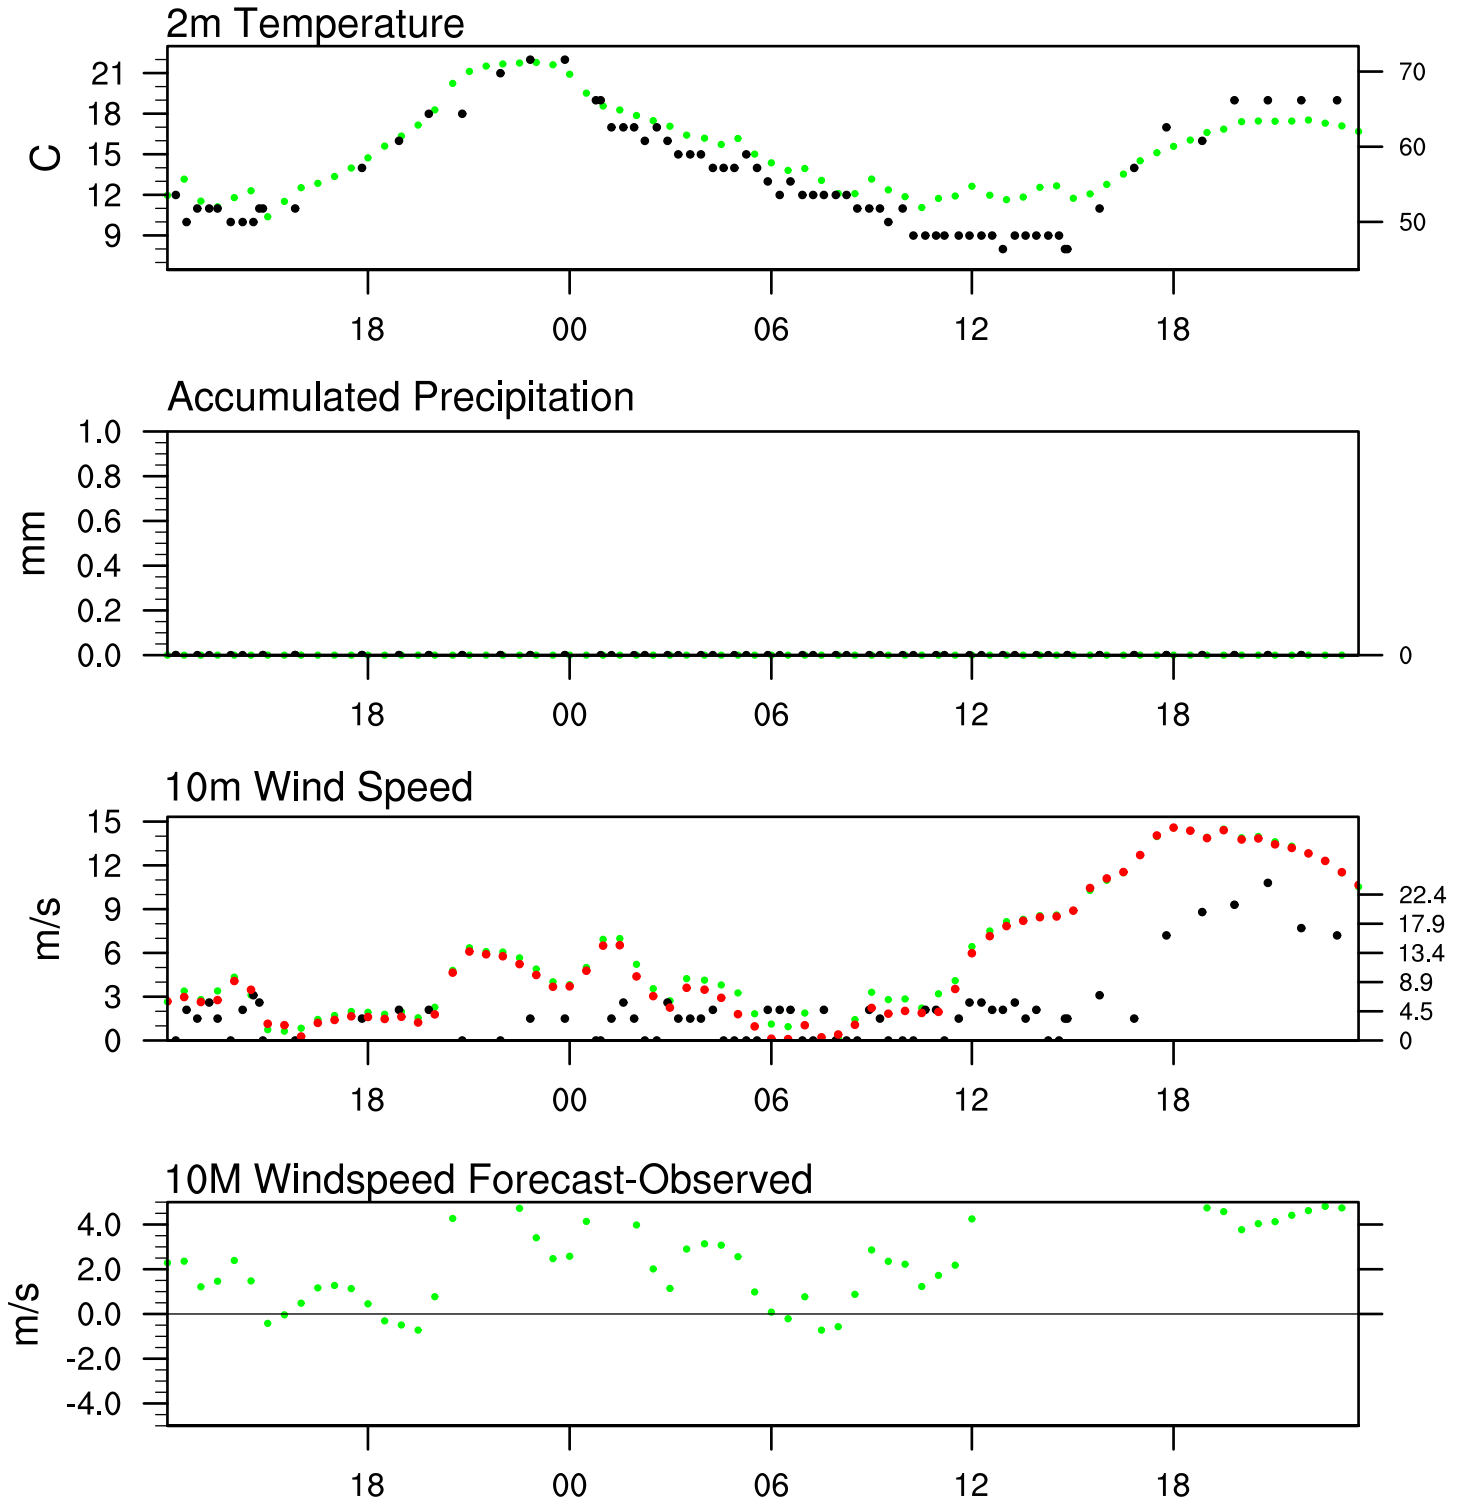 2m Temperature
21
18
15
12
9
C
70
60
50
18 00 06 12 18
Accumulated Precipitation
1.0
0.8
0.6
0.4
0.2
0.0
mm
0
18 00 06 12 18
10m Wind Speed
15
12
9
6
3
0
m/s
22.4
17.9
13.4
8.9
4.5
0
18 00 06 12 18
10M Windspeed Forecast-Observed
4.0
2.0
0.0
-2.0
-4.0
m/s
18 00 06 12 18